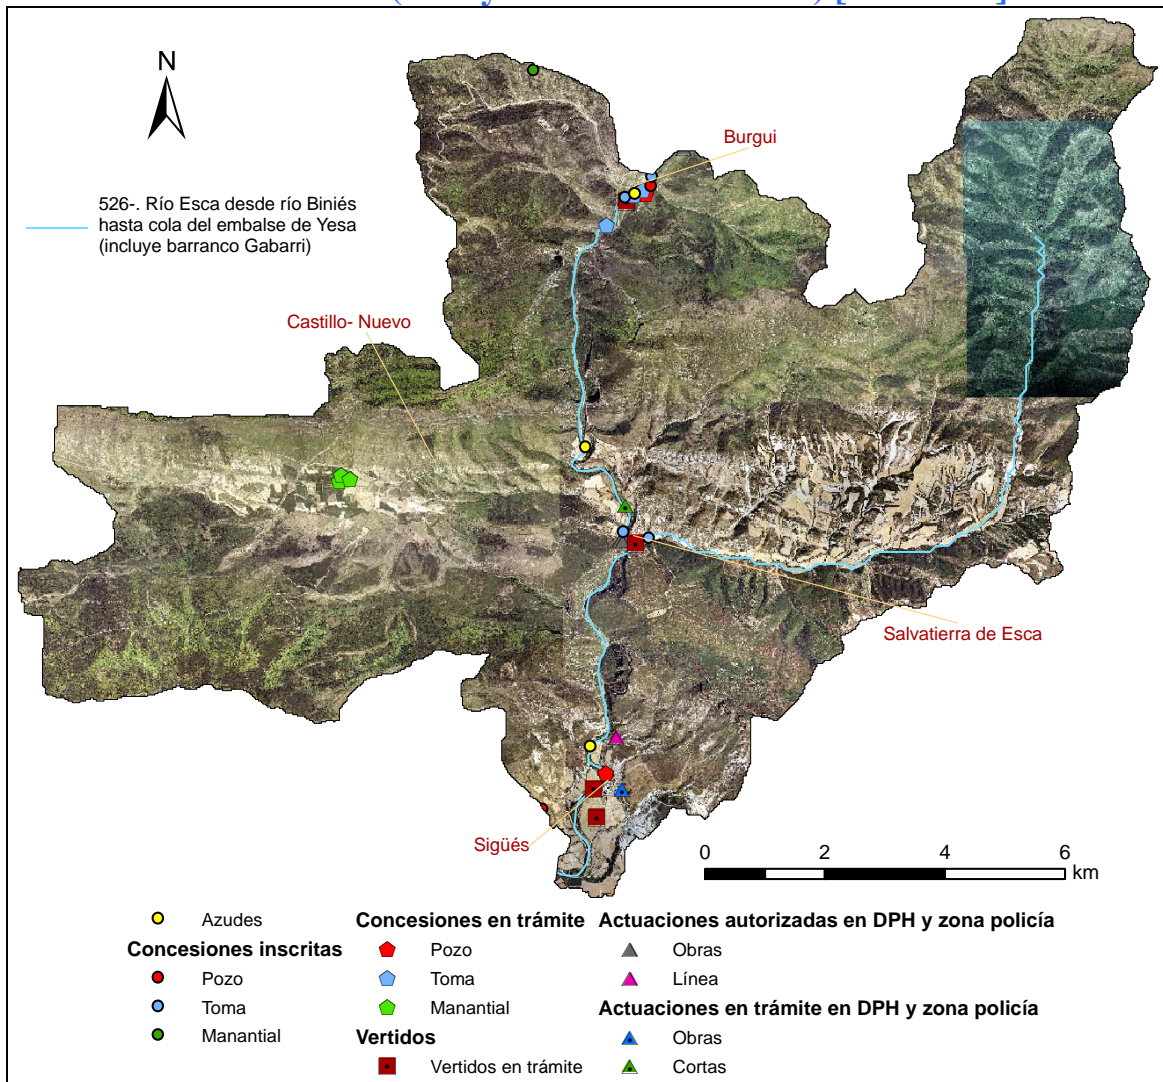 N
Burgui
526-. Río Esca desde río Biniés
hasta cola del embalse de Yesa
(incluye barranco Gabarri)
Castillo- Nuevo
Salvatierra de Esca
Sigüés
0 2 4 6
km
Azudes
Concesiones inscritas
Pozo
Toma
Manantial
Concesiones en trámite
Pozo
Toma
Manantial
Vertidos
Vertidos en trámite
Actuaciones autorizadas en DPH y zona policía
Obras
Línea
Actuaciones en trámite en DPH y zona policía
Obras
Cortas